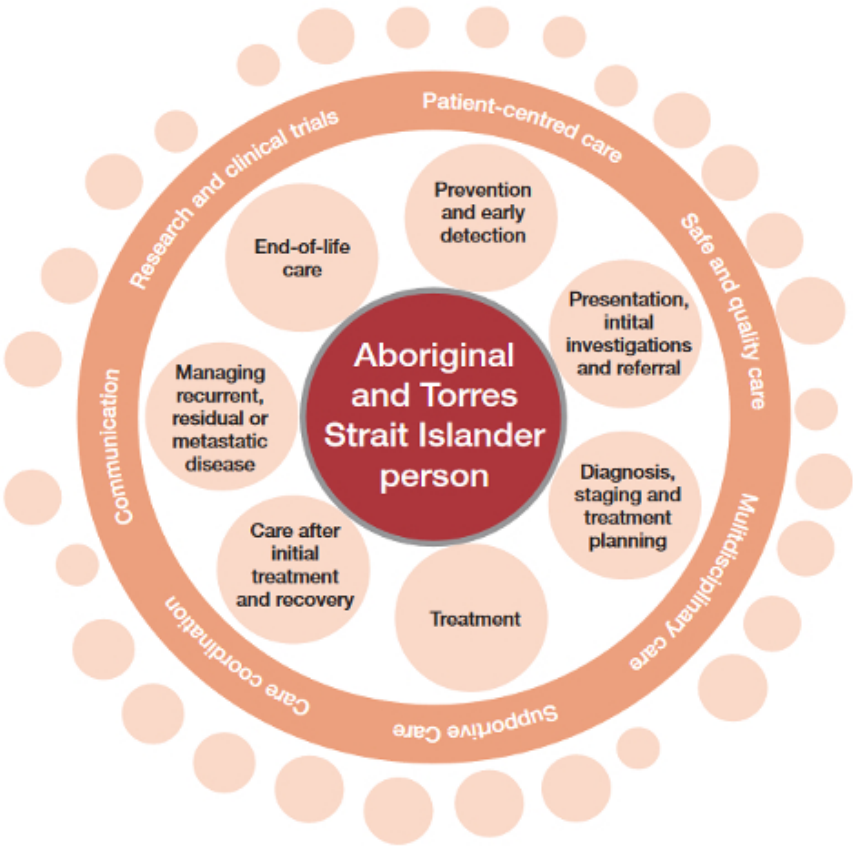 Patient-centred care
Safe and quality care
Mulitdisciplinary care
Supportive Care
Care coordination
Communication
Research and clinical trials
Prevention
and early
detection
Presentation,
intital
investigations
and referral
Diagnosis,
staging and
treatment
planning
Treatment
Care after
initial
treatment
and recovery
Managing
recurrent,
residual or
metastatic
disease
End-of-life
care
Aboriginal
and Torres
Strait Islander
person